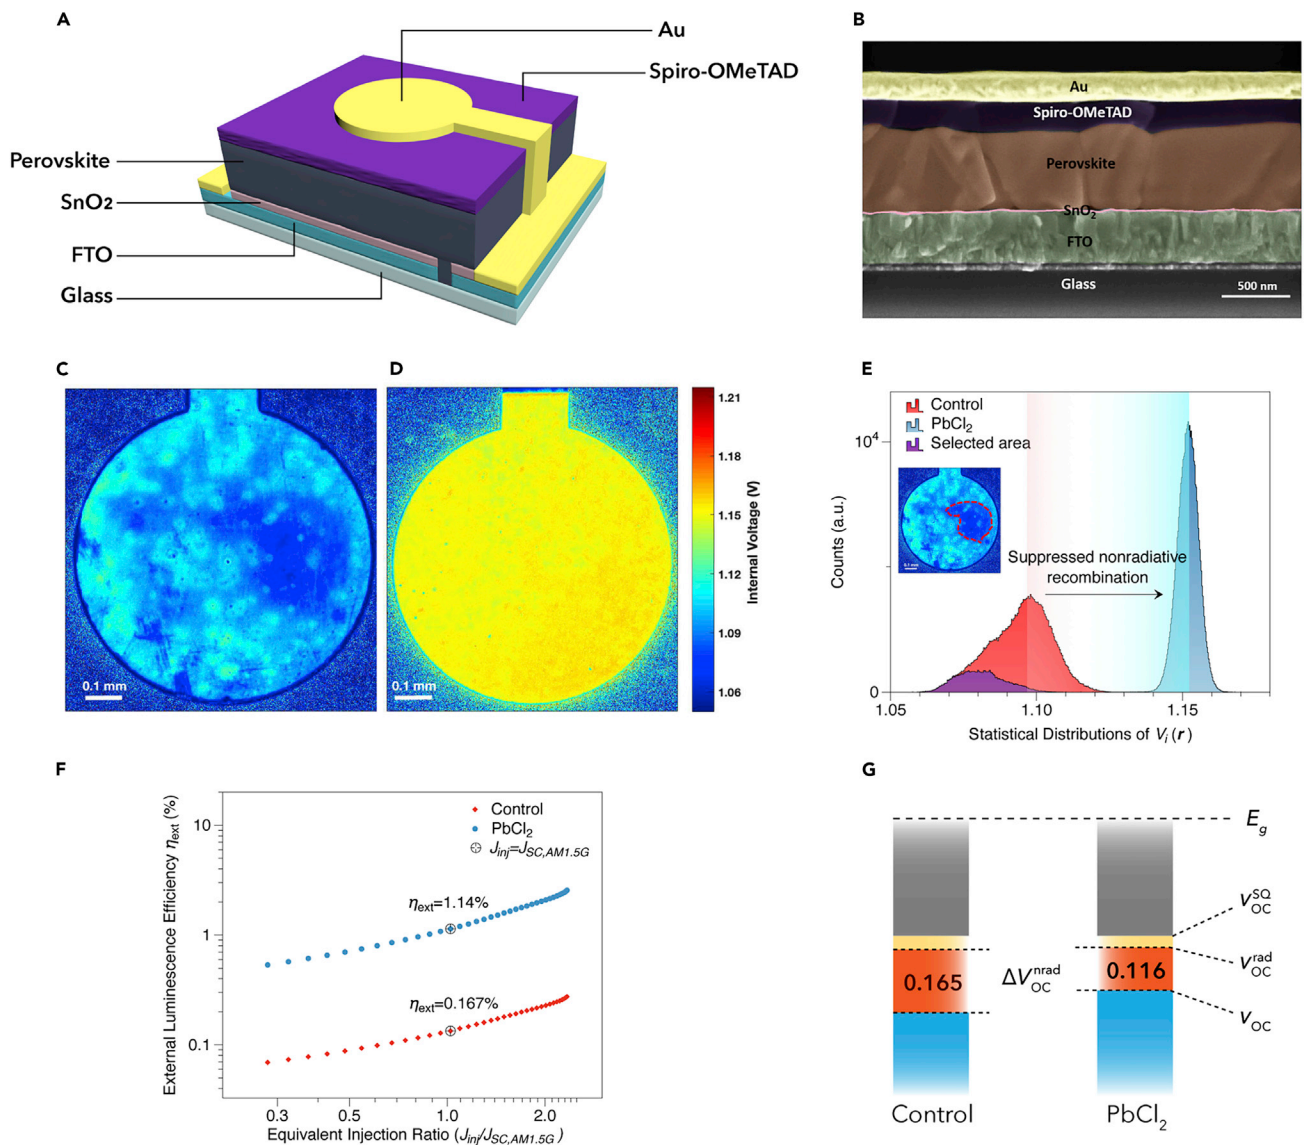 A
Au
Spiro-OMeTAD
Perovskite
SnO2
FTO
Glass
B
Au
Spiro-OMeTAD
Perovskite
SnO₂
FTO
Glass
500 nm
C
0.1 mm
D
0.1 mm
1.21
1.18
1.15
1.12
1.09
1.06
Internal Voltage (V)
E
Control
PbCl₂
Selected area
10⁴
0
Counts (a.u.)
0.1 mm
Suppressed nonradiative
recombination
1.05
1.10
1.15
Statistical Distributions of Vᵢ (r)
F
External Luminescence Efficiency ηext (%)
10
1
0.1
Control
PbCl₂
Jinj=JSC,AM1.5G
ηext=1.14%
ηext=0.167%
0.3
0.5
1.0
2.0
Equivalent Injection Ratio (Jinj/JSC,AM1.5G)
G
Eg
VOC SQ
VOC rad
VOC
0.165
ΔVOC nrad
0.116
Control
PbCl₂